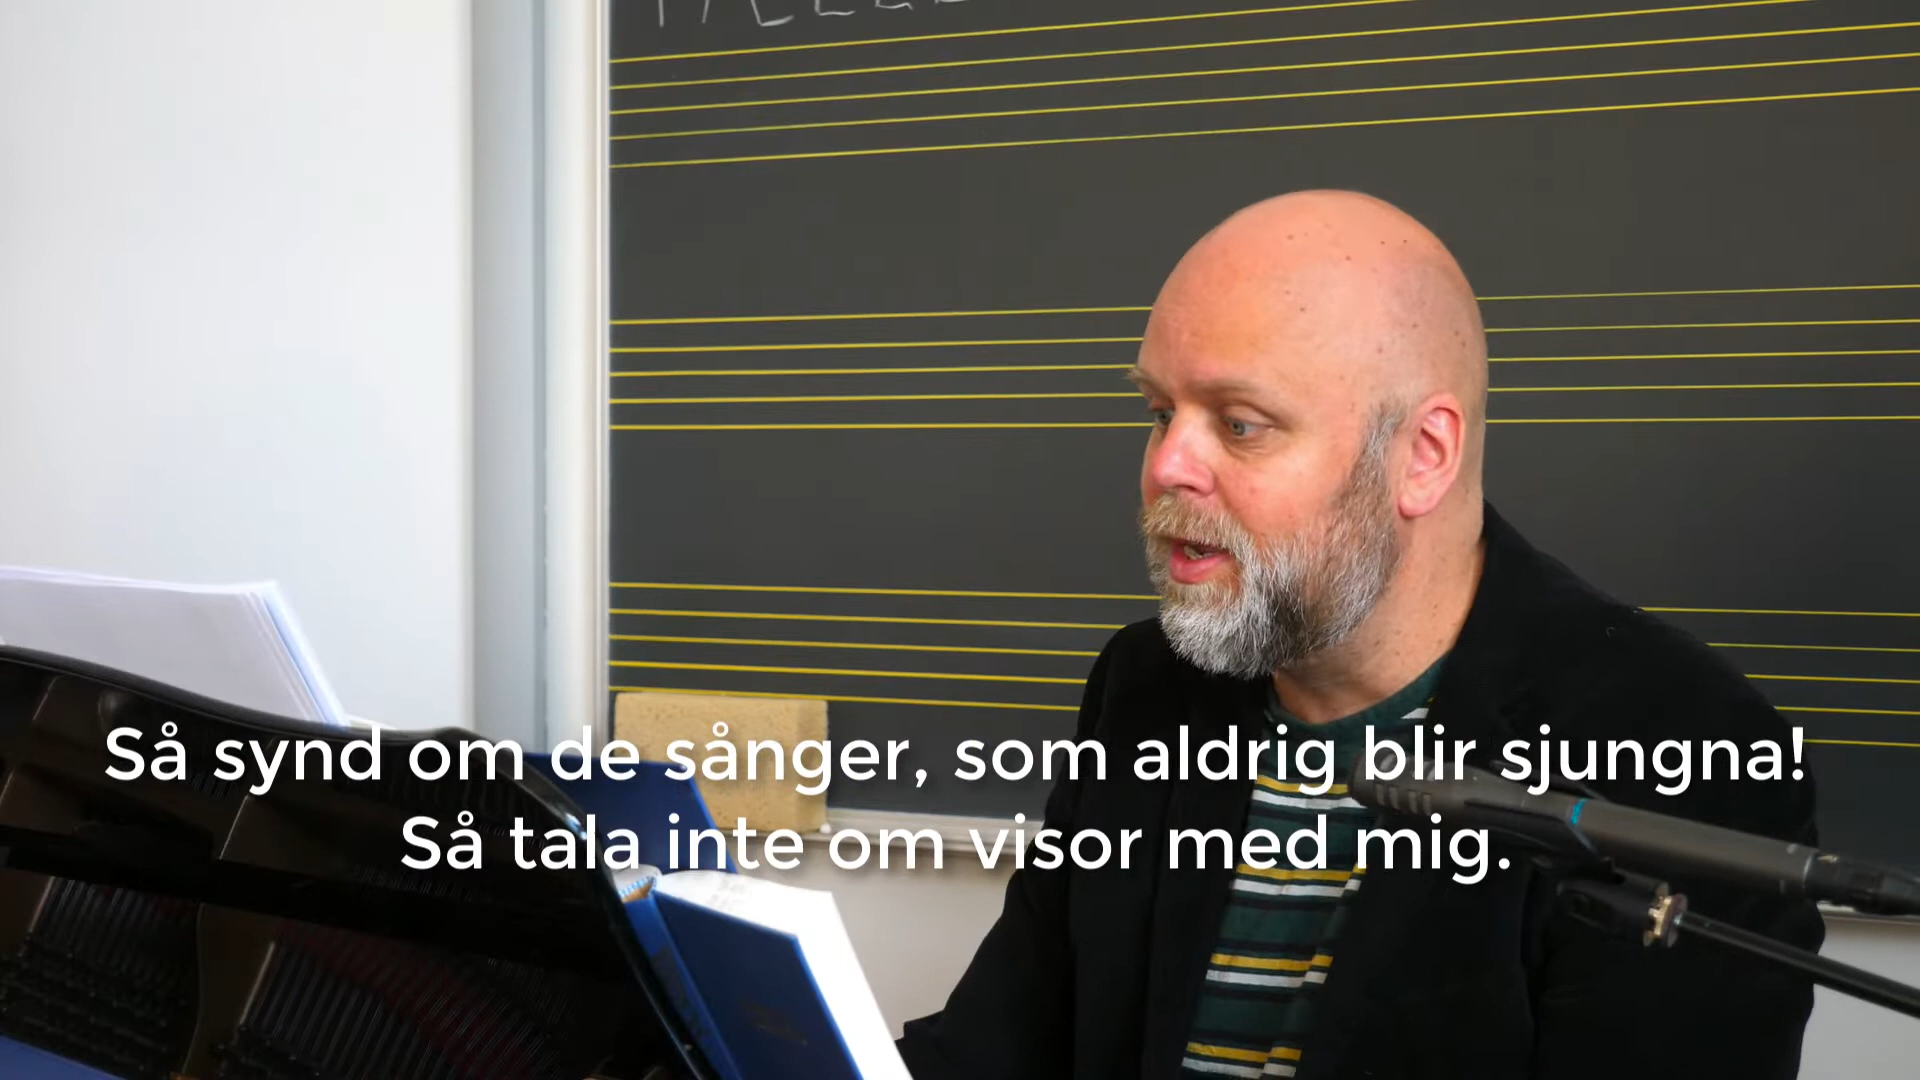 Så synd om de sånger, som aldrig blir sjungna!
Så tala inte om visor med mig.